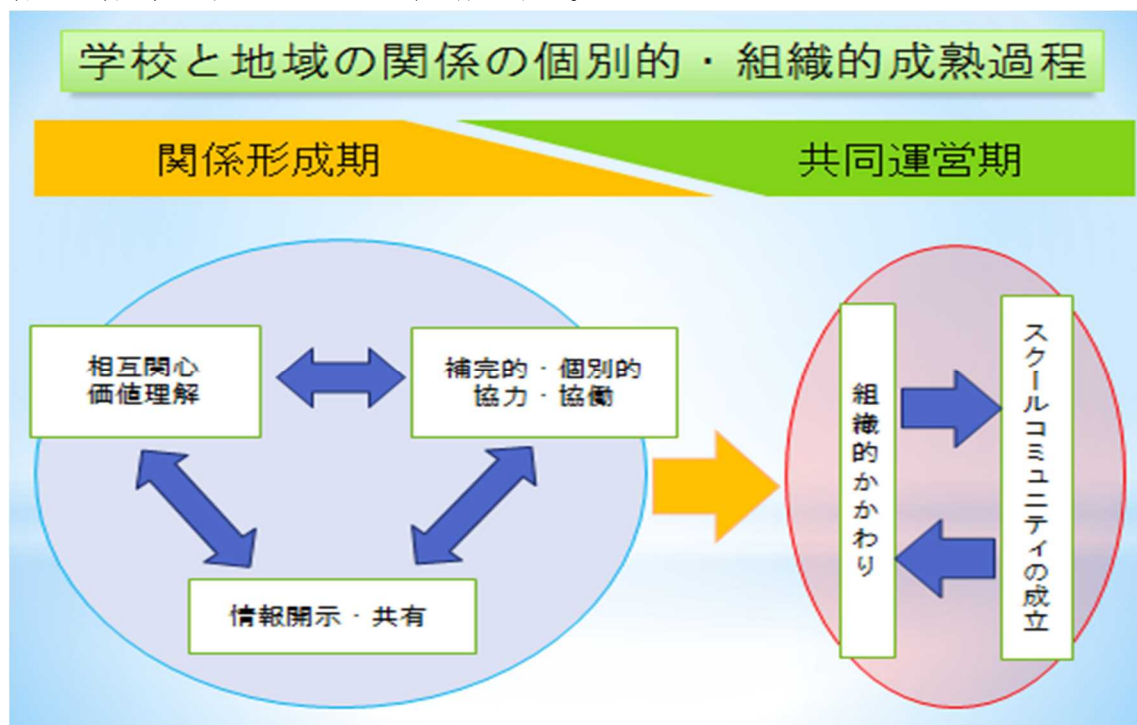 学校と地域の関係の個別的・組織的成熟過程
関係形成期
共同運営期
相互関心
価値理解
補完的・個別的
協力・協働
情報開示・共有
組織的かかわり
スクールコミュニティの成立